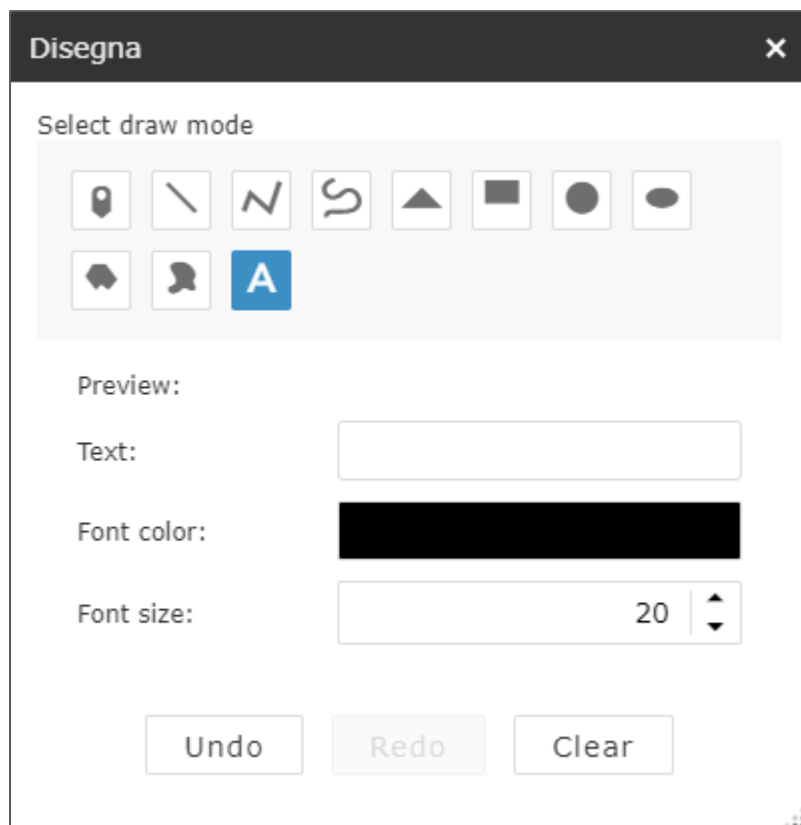 Disegna
Select draw mode
A
Preview:
Text:
Font color:
Font size: 20
Undo Redo Clear